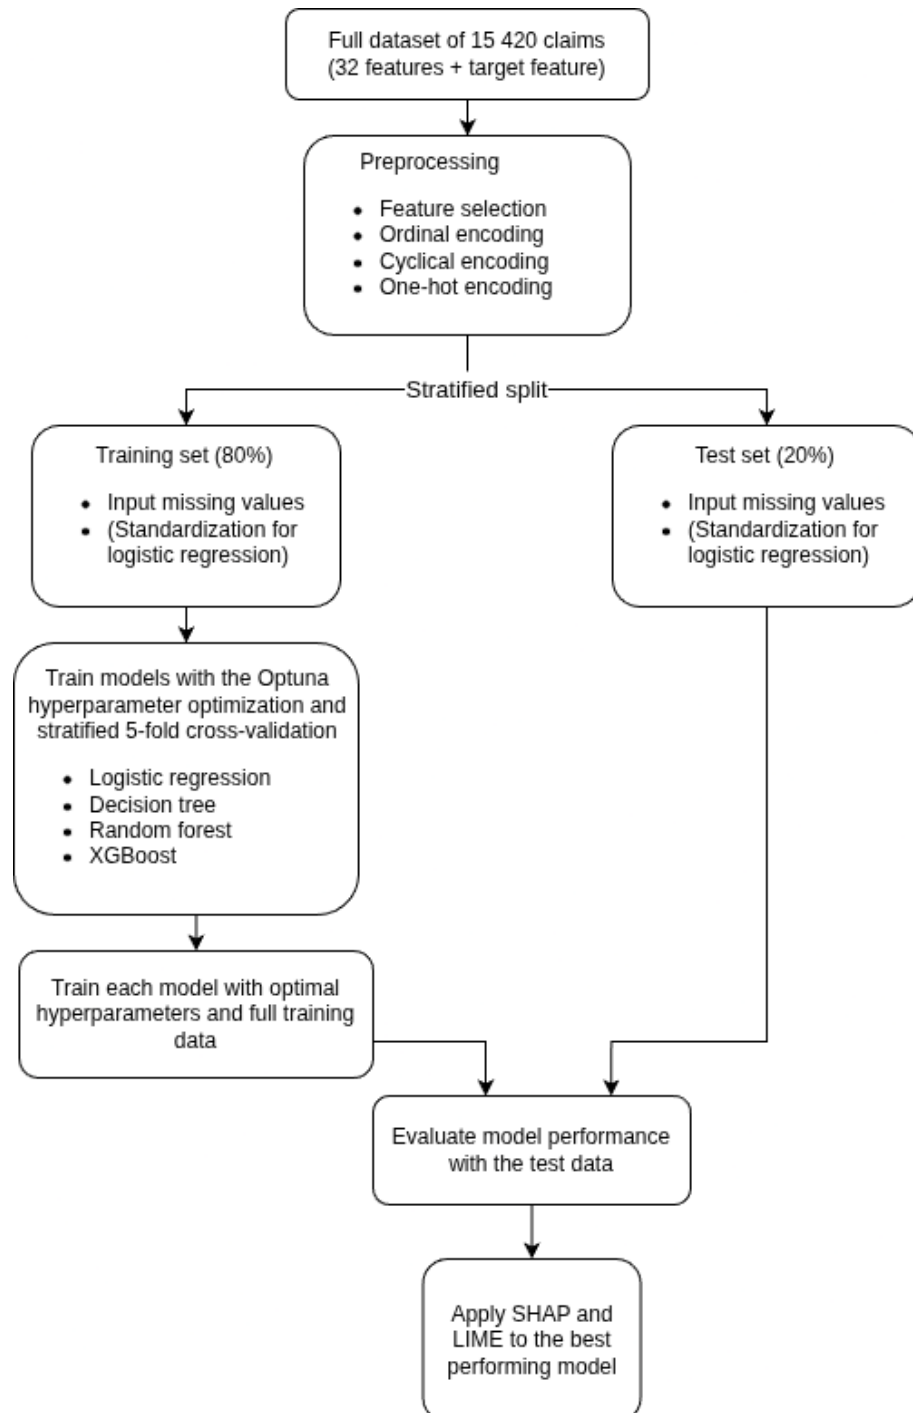 Full dataset of 15 420 claims
(32 features + target feature)
Preprocessing
• Feature selection
• Ordinal encoding
• Cyclical encoding
• One-hot encoding
Stratified split
Training set (80%)
• Input missing values
• (Standardization for
logistic regression)
Test set (20%)
• Input missing values
• (Standardization for
logistic regression)
Train models with the Optuna
hyperparameter optimization and
stratified 5-fold cross-validation
• Logistic regression
• Decision tree
• Random forest
• XGBoost
Train each model with optimal
hyperparameters and full training
data
Evaluate model performance
with the test data
Apply SHAP and
LIME to the best
performing model